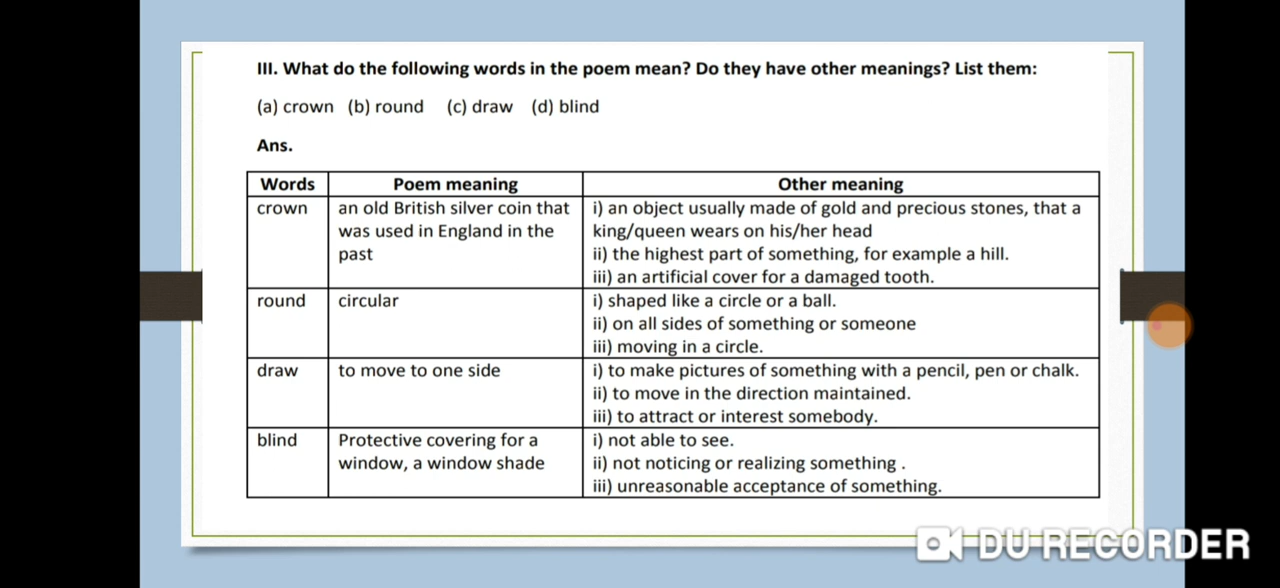 III. What do the following words in the poem mean? Do they have other meanings? List them:
(a) crown (b) round (c) draw (d) blind
Ans.
Words Poem meaning Other meaning
crown an old British silver coin that i) an object usually made of gold and precious stones, that a
was used in England in the king/queen wears on his/her head
past ii) the highest part of something, for example a hill.
iii) an artificial cover for a damaged tooth.
round circular i) shaped like a circle or a ball.
ii) on all sides of something or someone
iii) moving in a circle.
draw to move to one side i) to make pictures of something with a pencil, pen or chalk.
ii) to move in the direction maintained.
iii) to attract or interest somebody.
blind Protective covering for a i) not able to see.
window, a window shade ii) not noticing or realizing something .
iii) unreasonable acceptance of something.
DU RECORDER